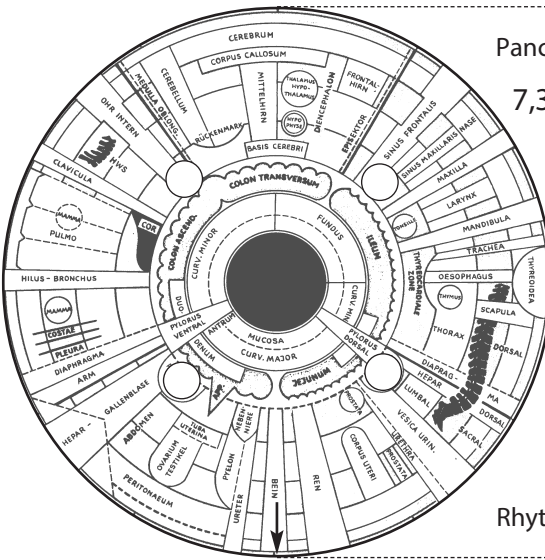 Panc
7,3
Rhyt
CEREBRUM
CORPUS CALLOSUM
CEREBELLUM
MEDULLA OBLONG.
MITTELHIRN
THALAMUS
HYPO-
THALAMUS
HYPO
PHYSE
DIENCEPHALON
FRONTAL-
HIRN
EPISEKTOR
RÜCKENMARK
BASIS CEREBRI
OHR INTERN
HWS
CLAVICULA
MAMMA
PULMO
COR
HILUS-BRONCHUS
MAMMA
COSTAE
PLEURA
DIAPHRAGMA
ARM
SINUS FRONTALIS
SINUS MAXILLARIS
NASE
MAXILLA
LARYNX
TONSILLE
MANDIBULA
TRACHEA
THYREOIDEA
OESOPHAGUS
THYREOCARDIALE
ZONE
THYMUS
SCAPULA
THORAX
DORSAL
DIAPHRAG-
MA
HEPAR
LUMBAL
DORSAL
SACRAL
VESICA URIN.
COLON TRANSVERSUM
COLON ASCEND.
CURV. MINOR
FUNDUS
ILEUM
CURV. MIN
DUO
DENUM
PYLORUS
VENTRAL
ANTRUM
MUCOSA
CURV. MAJOR
PYLORUS
DORSAL
JEJUNUM
APP.
HEPAR-
GALLENBLASE
ABDOMEN
TUBA
UTERINA
OVARIUM
TESTIKEL
PERITONAEUM
NEBEN-
NIERE
PYELON
URETER
BEIN
REN
PROSTATA
CORPUS UTERI
URETHRA
PROSTATA